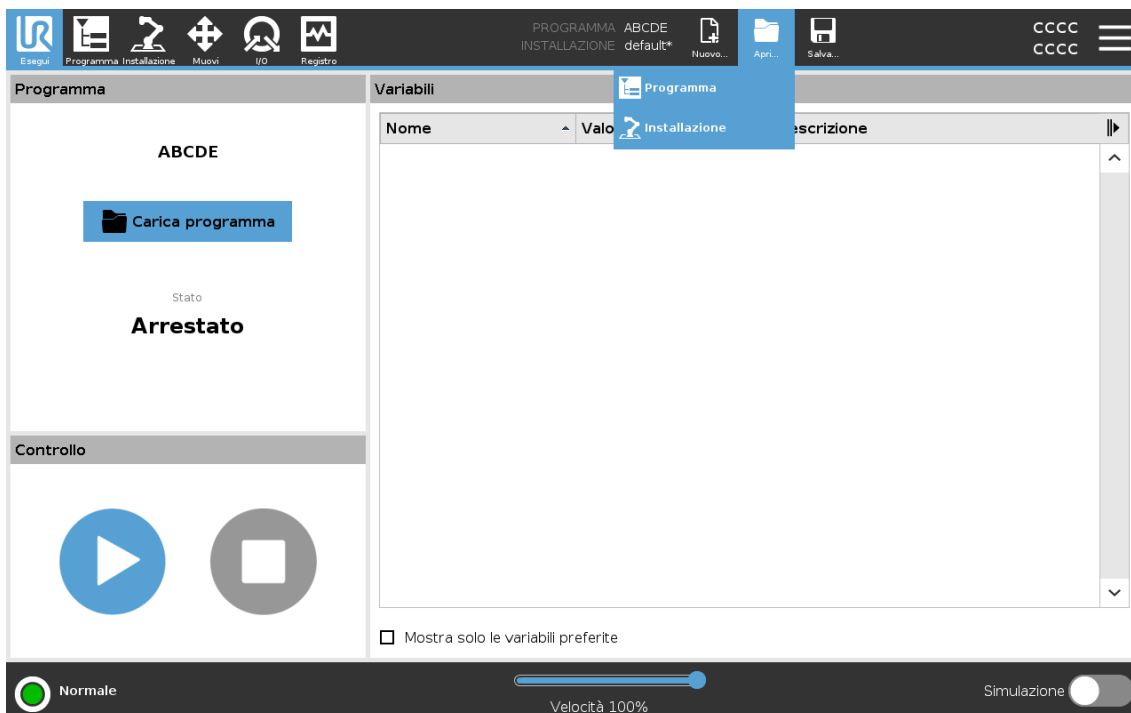 UR
Esegui
Programma
Installazione
Muovi
I/O
Registro
PROGRAMMA ABCDE
INSTALLAZIONE default*
Nuovo...
Apri...
Salva...
CCCC
CCCC
Programma
Installazione
Programma
ABCDE
Carica programma
Stato
Arrestato
Controllo
Variabili
Nome
Valo
escrizione
Mostra solo le variabili preferite
Normale
Velocità 100%
Simulazione